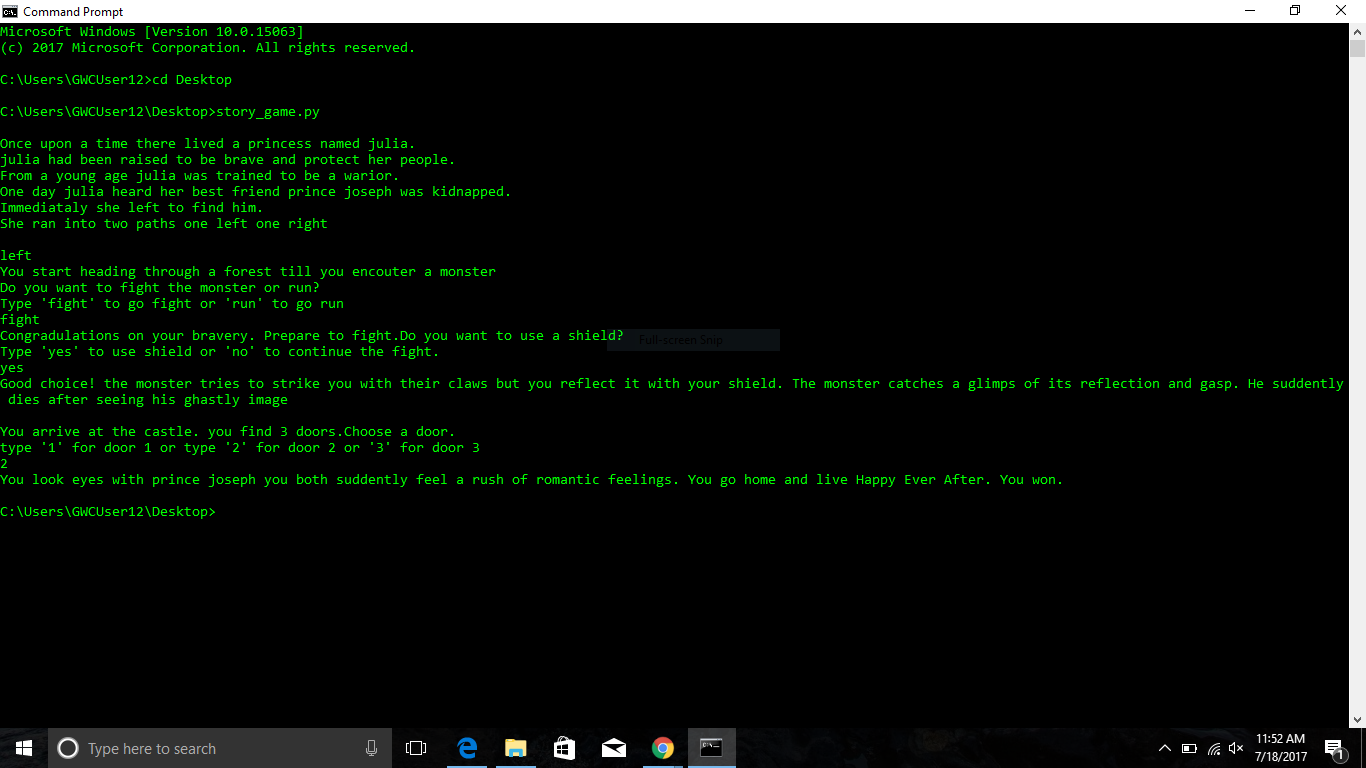 Command Prompt
Microsoft Windows [Version 10.0.15063]
(c) 2017 Microsoft Corporation. All rights reserved.
C:\Users\GWCUser12>cd Desktop
C:\Users\GWCUser12\Desktop>story_game.py
Once upon a time there lived a princess named julia.
julia had been raised to be brave and protect her people.
From a young age julia was trained to be a warior.
One day julia heard her best friend prince joseph was kidnapped.
Immediataly she left to find him.
She ran into two paths one left one right
left
You start heading through a forest till you encouter a monster
Do you want to fight the monster or run?
Type 'fight' to go fight or 'run' to go run
fight
Congradulations on your bravery. Prepare to fight.Do you want to use a shield?
Full-screen Snip
Type 'yes' to use shield or 'no' to continue the fight.
yes
Good choice! the monster tries to strike you with their claws but you reflect it with your shield. The monster catches a glimps of its reflection and gasp. He suddently
dies after seeing his ghastly image
You arrive at the castle. you find 3 doors.Choose a door.
type '1' for door 1 or type '2' for door 2 or '3' for door 3
2
You look eyes with prince joseph you both suddently feel a rush of romantic feelings. You go home and live Happy Ever After. You won.
C:\Users\GWCUser12\Desktop>
Type here to search
11:52 AM
7/18/2017
1